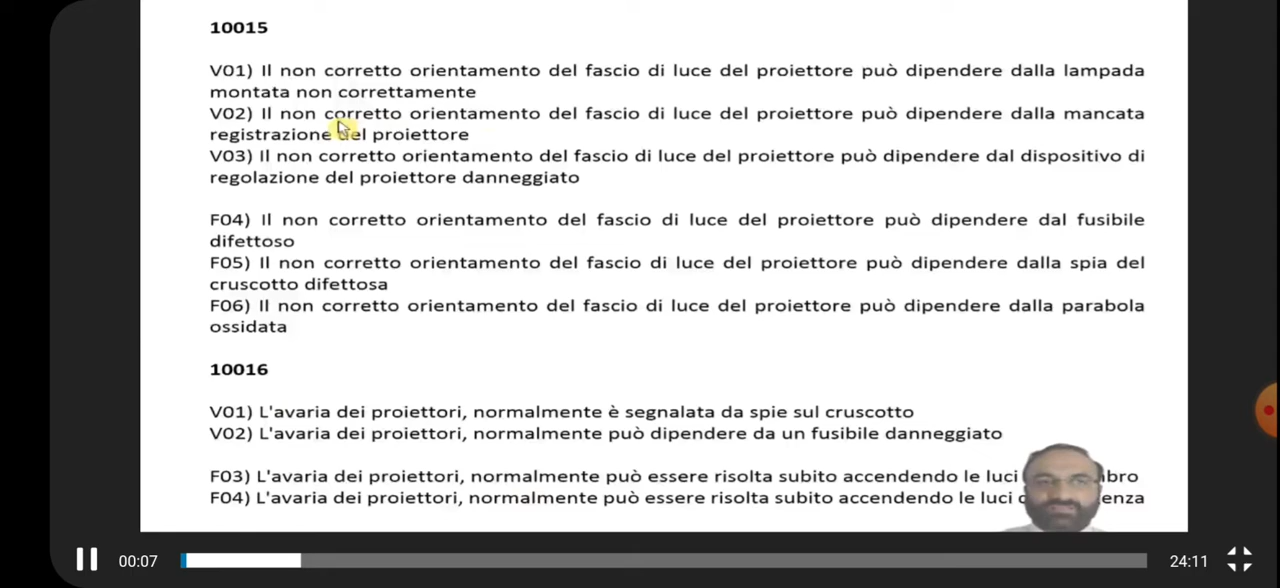 10015
V01) Il non corretto orientamento del fascio di luce del proiettore può dipendere dalla lampada
montata non correttamente
V02) Il non corretto orientamento del fascio di luce del proiettore può dipendere dalla mancata
registrazione del proiettore
V03) Il non corretto orientamento del fascio di luce del proiettore può dipendere dal dispositivo di
regolazione del proiettore danneggiato
F04) Il non corretto orientamento del fascio di luce del proiettore può dipendere dal fusibile
difettoso
F05) Il non corretto orientamento del fascio di luce del proiettore può dipendere dalla spia del
cruscotto difettosa
F06) Il non corretto orientamento del fascio di luce del proiettore può dipendere dalla parabola
ossidata
10016
V01) L'avaria dei proiettori, normalmente è segnalata da spie sul cruscotto
V02) L'avaria dei proiettori, normalmente può dipendere da un fusibile danneggiato
F03) L'avaria dei proiettori, normalmente può essere risolta subito accendendo le luci
F04) L'avaria dei proiettori, normalmente può essere risolta subito accendendo le luci
00:07
24:11